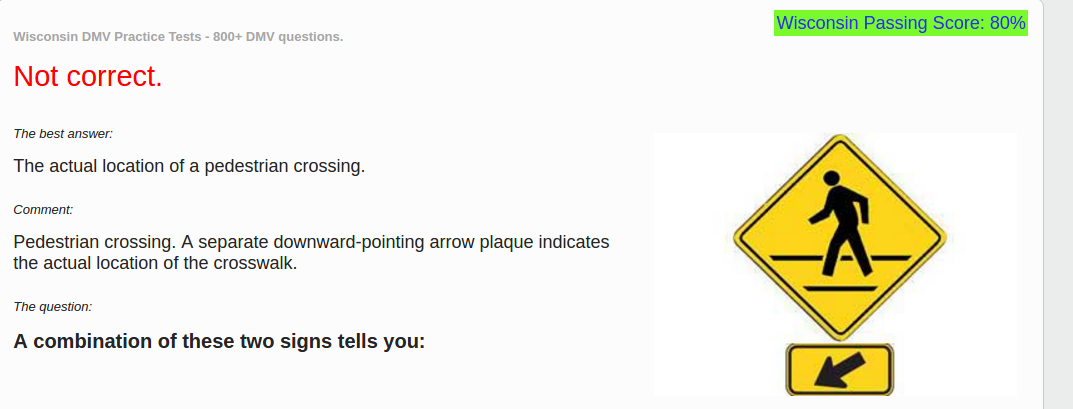 Wisconsin Passing Score: 80%
Wisconsin DMV Practice Tests - 800+ DMV questions.
Not correct.
The best answer:
The actual location of a pedestrian crossing.
Comment:
Pedestrian crossing. A separate downward-pointing arrow plaque indicates
the actual location of the crosswalk.
The question:
A combination of these two signs tells you: